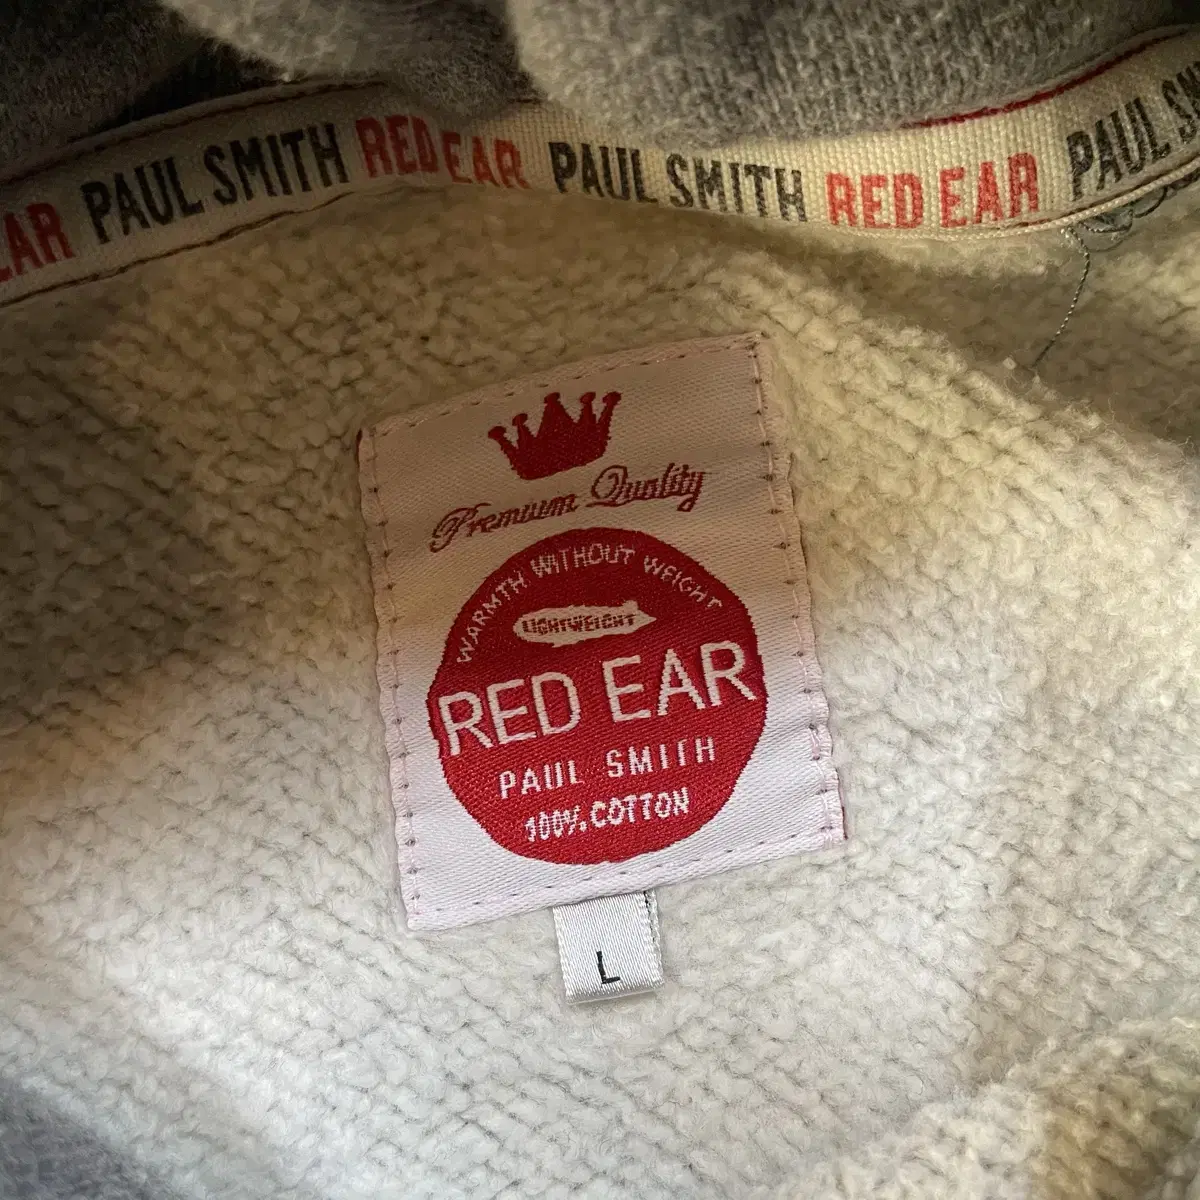 EAR PAUL SMITH RED EAR PAUL SMITH RED EAR PAUL SM
Premium Quality
WARMTH WITHOUT WEIGHT
LIGHTWEIGHT
RED EAR
PAUL SMITH
100%.COTTON
L